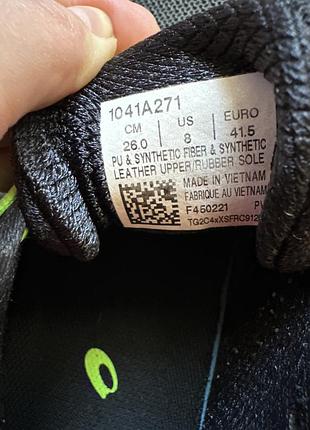 1041A271
CM US EURO
26.0 8 41.5
PU & SYNTHETIC FIBER & SYNTHETIC
LEATHER UPPER/RUBBER SOLE
MADE IN VIETNAM
FABRIQUE AU VIETNAM
F450221